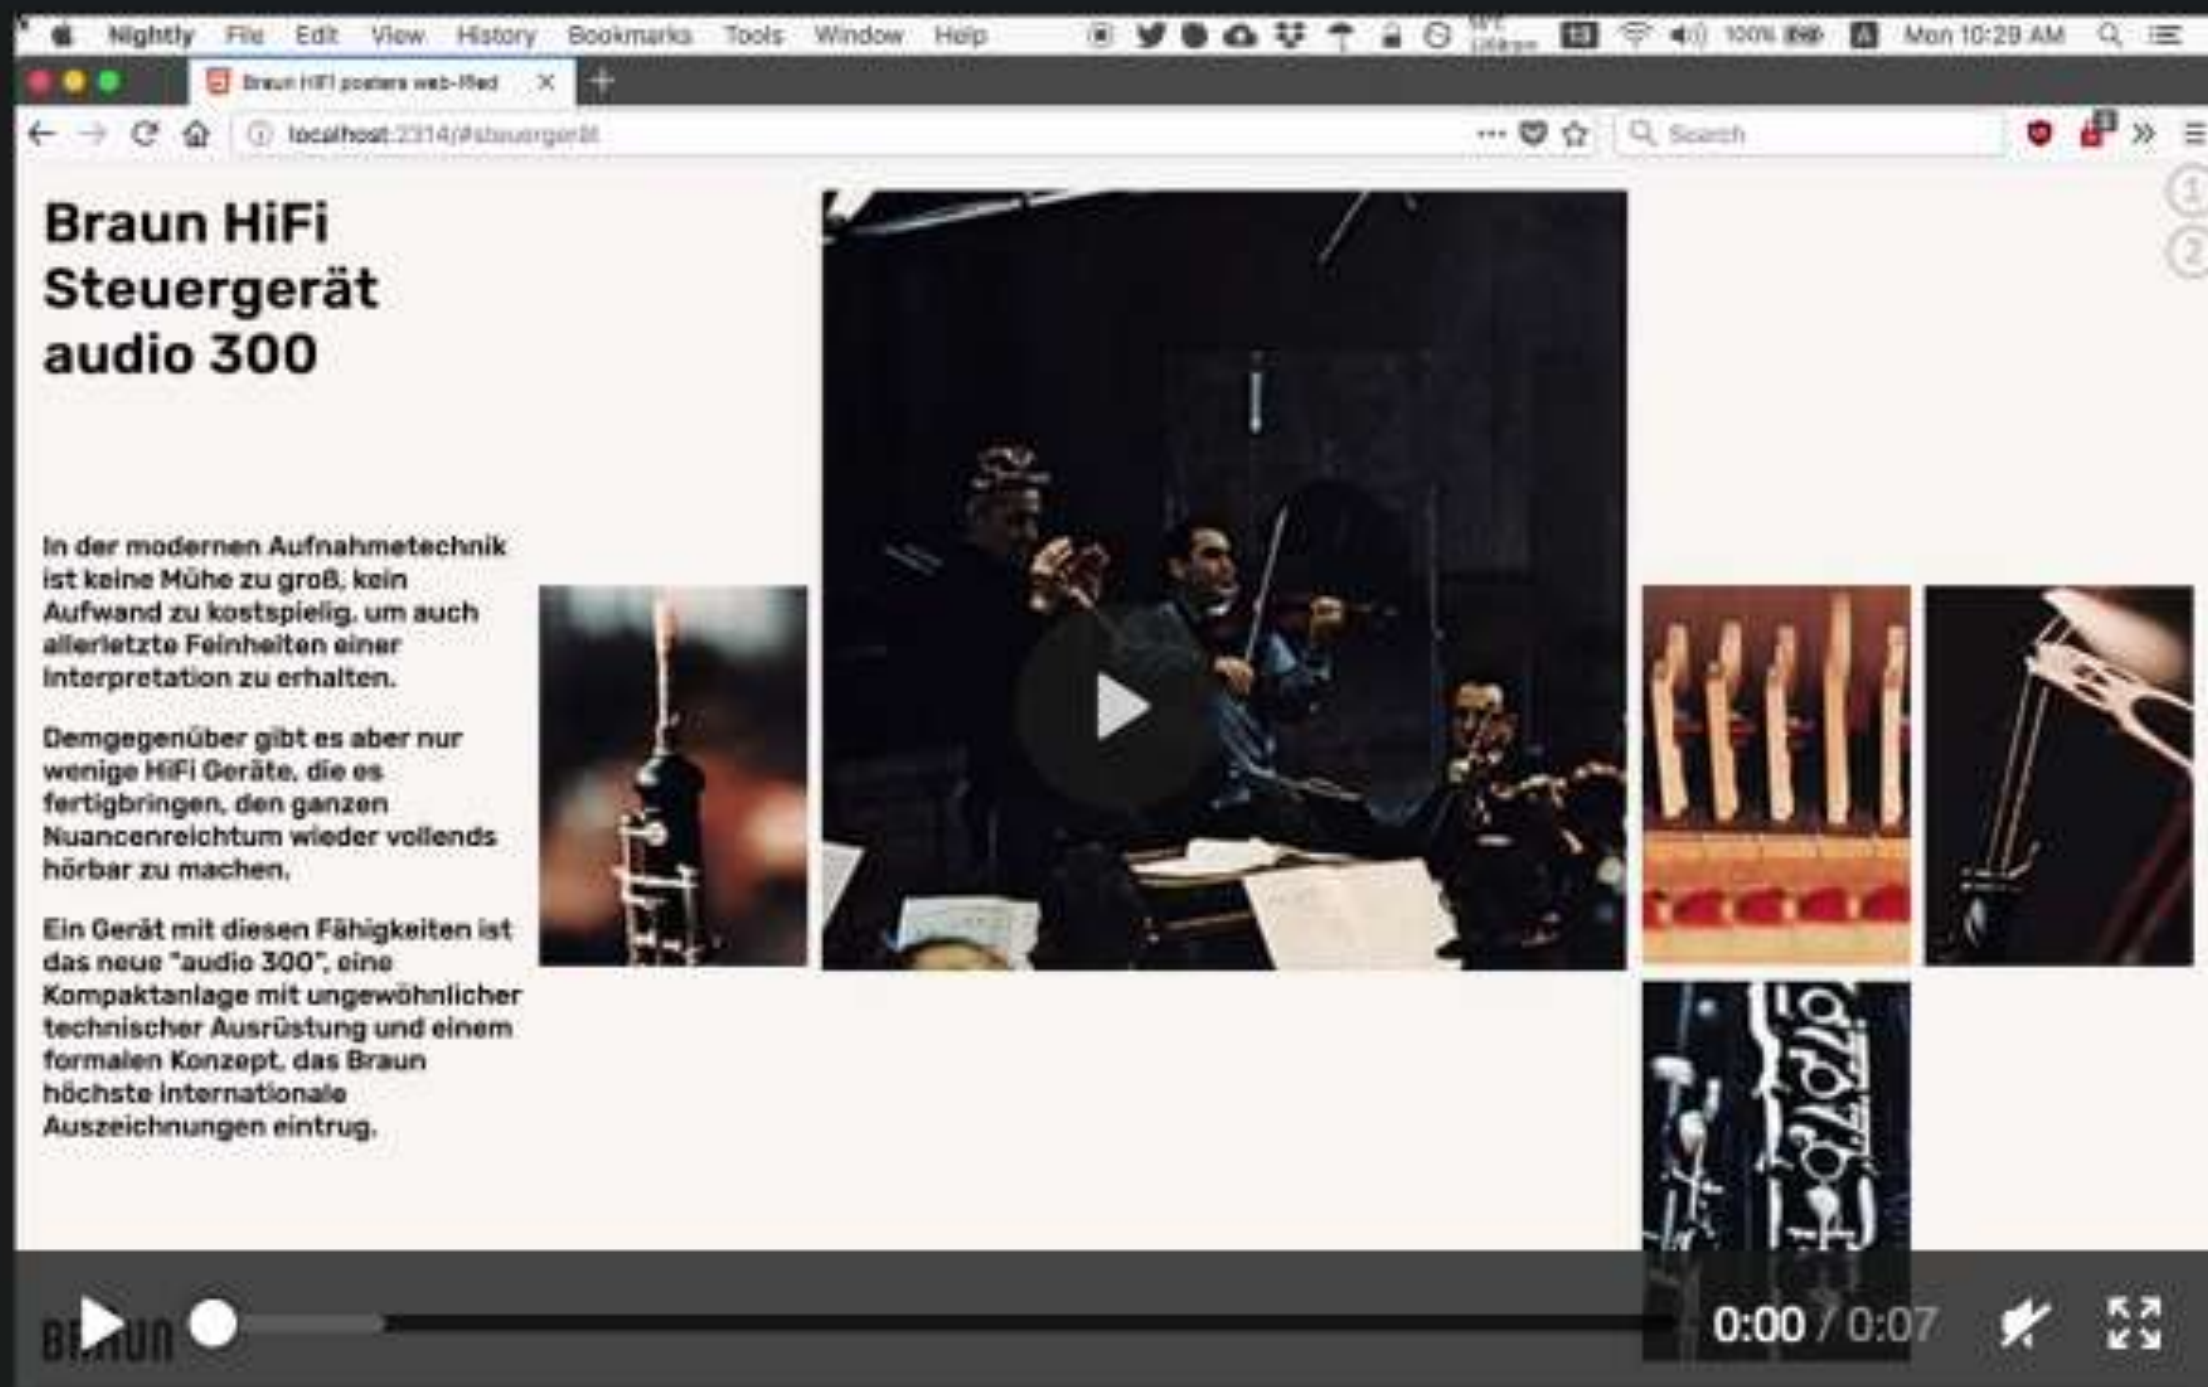 Nightly File Edit View History Bookmarks Tools Window Help 100% Mon 10:29 AM
Braun HiFi posters web-ified
localhost:2314/#steuergerät Search
1
2
Braun HiFi
Steuergerät
audio 300
In der modernen Aufnahmetechnik
ist keine Mühe zu groß, kein
Aufwand zu kostspielig, um auch
allerletzte Feinheiten einer
Interpretation zu erhalten.
Demgegenüber gibt es aber nur
wenige HiFi Geräte, die es
fertigbringen, den ganzen
Nuancenreichtum wieder vollends
hörbar zu machen.
Ein Gerät mit diesen Fähigkeiten ist
das neue "audio 300", eine
Kompaktanlage mit ungewöhnlicher
technischer Ausrüstung und einem
formalen Konzept, das Braun
höchste internationale
Auszeichnungen eintrug.
BRAUN
0:00 / 0:07